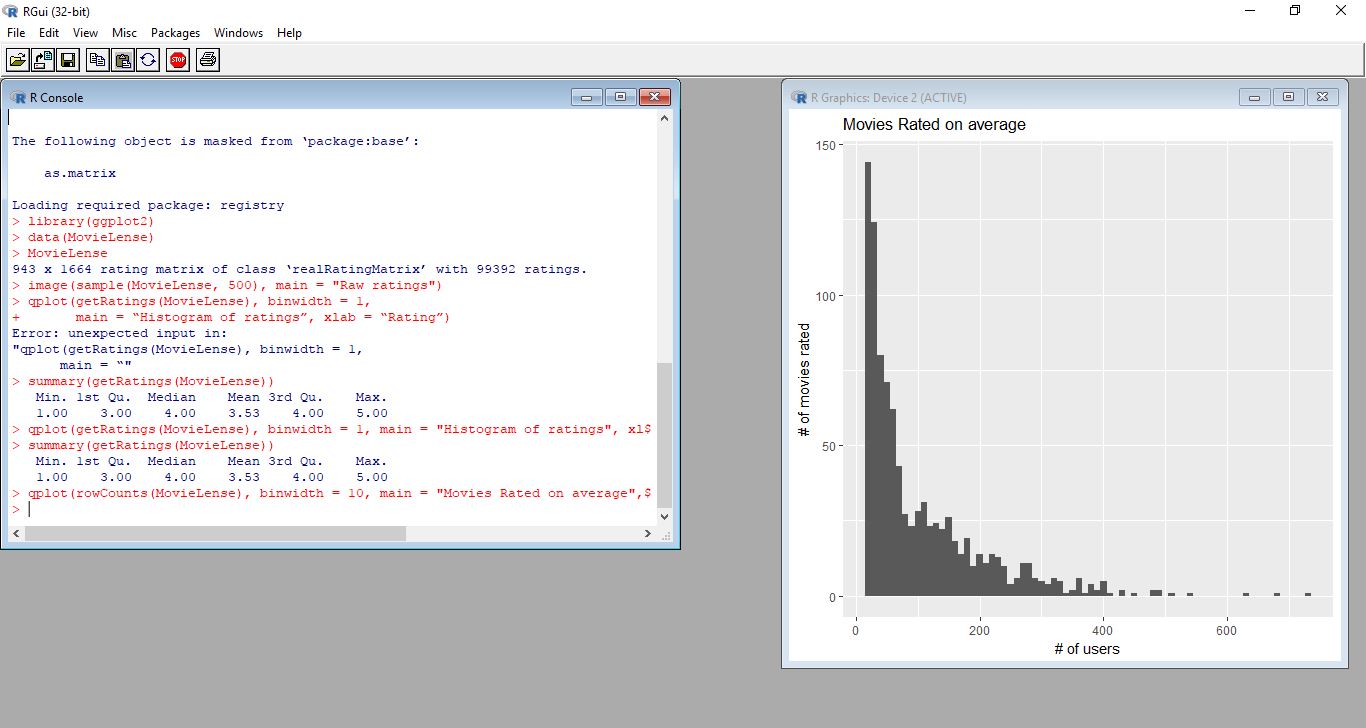 RGui (32-bit)
File Edit View Misc Packages Windows Help
STOP
R Console
The following object is masked from ‘package:base’:
as.matrix
Loading required package: registry
> library(ggplot2)
> data(MovieLense)
> MovieLense
943 x 1664 rating matrix of class ‘realRatingMatrix’ with 99392 ratings.
> image(sample(MovieLense, 500), main = "Raw ratings")
> qplot(getRatings(MovieLense), binwidth = 1,
+       main = “Histogram of ratings”, xlab = “Rating”)
Error: unexpected input in:
"qplot(getRatings(MovieLense), binwidth = 1,
      main = “"
> summary(getRatings(MovieLense))
   Min. 1st Qu.  Median    Mean 3rd Qu.    Max.
   1.00    3.00    4.00    3.53    4.00    5.00
> qplot(getRatings(MovieLense), binwidth = 1, main = "Histogram of ratings", xl$
> summary(getRatings(MovieLense))
   Min. 1st Qu.  Median    Mean 3rd Qu.    Max.
   1.00    3.00    4.00    3.53    4.00    5.00
> qplot(rowCounts(MovieLense), binwidth = 10, main = "Movies Rated on average",$
>
R Graphics: Device 2 (ACTIVE)
Movies Rated on average
150
100
50
0
# of movies rated
0 200 400 600
# of users